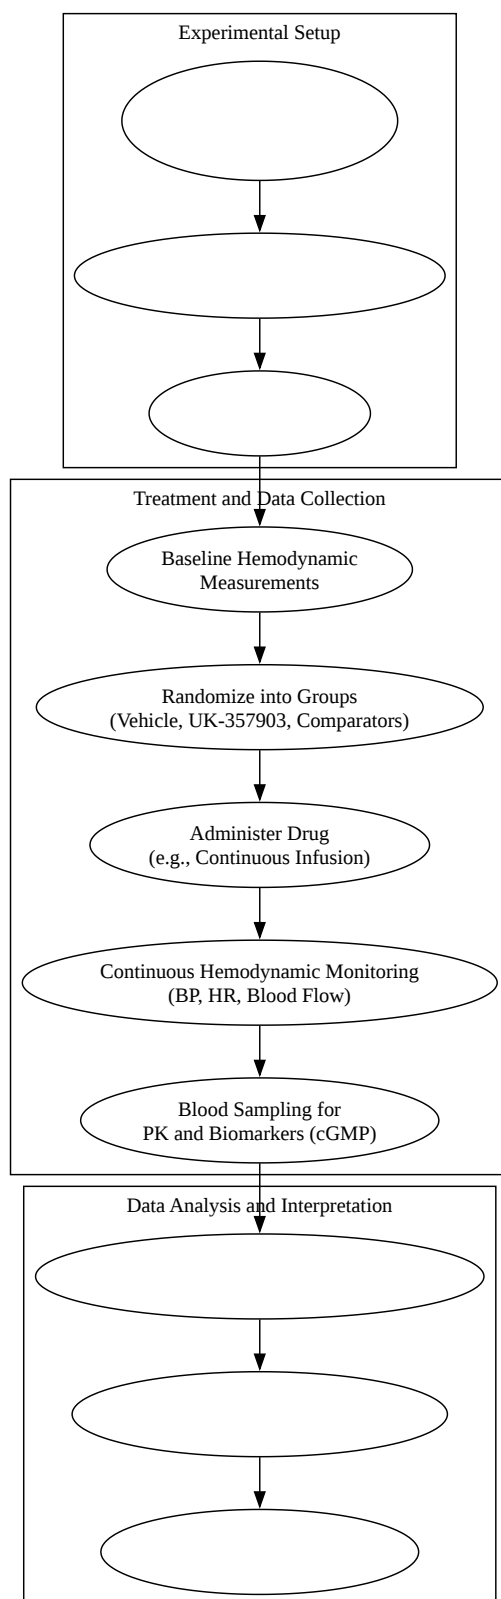 Experimental Setup
Treatment and Data Collection
Baseline Hemodynamic
Measurements
Randomize into Groups
(Vehicle, UK-357903, Comparators)
Administer Drug
(e.g., Continuous Infusion)
Continuous Hemodynamic Monitoring
(BP, HR, Blood Flow)
Blood Sampling for
PK and Biomarkers (cGMP)
Data Analysis and Interpretation